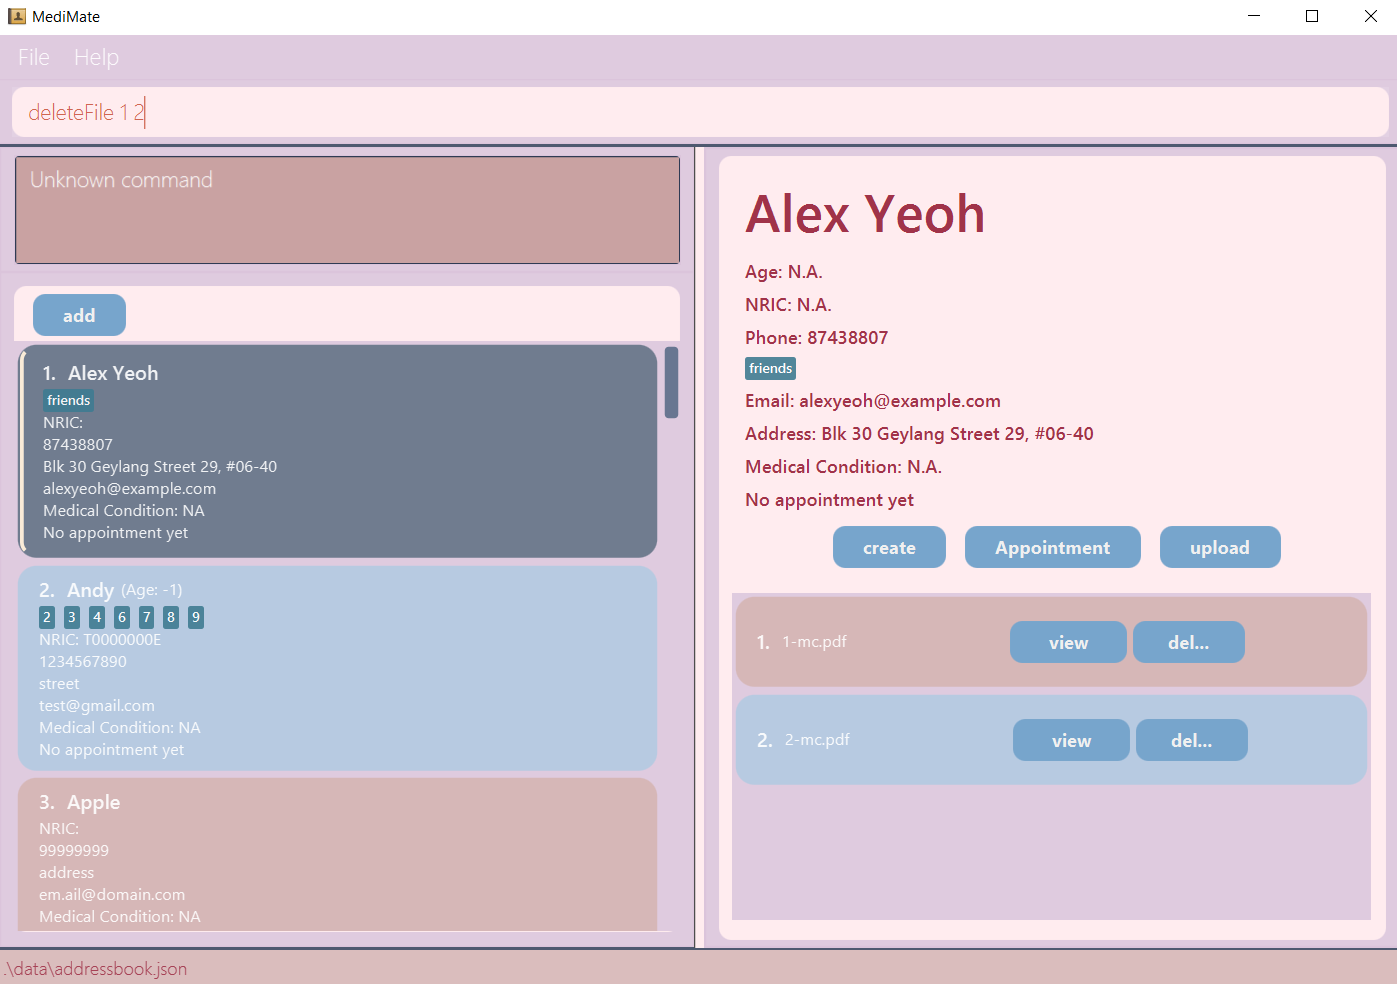 MediMate
File Help
deleteFile 1 2
Unknown command
add
1. Alex Yeoh
friends
NRIC:
87438807
Blk 30 Geylang Street 29, #06-40
alexyeoh@example.com
Medical Condition: NA
No appointment yet
2. Andy (Age: -1)
2 3 4 6 7 8 9
NRIC: T0000000E
1234567890
street
test@gmail.com
Medical Condition: NA
No appointment yet
3. Apple
NRIC:
99999999
address
em.ail@domain.com
Medical Condition: NA
Alex Yeoh
Age: N.A.
NRIC: N.A.
Phone: 87438807
friends
Email: alexyeoh@example.com
Address: Blk 30 Geylang Street 29, #06-40
Medical Condition: N.A.
No appointment yet
create Appointment upload
1. 1-mc.pdf view del...
2. 2-mc.pdf view del...
.\data\addressbook.json